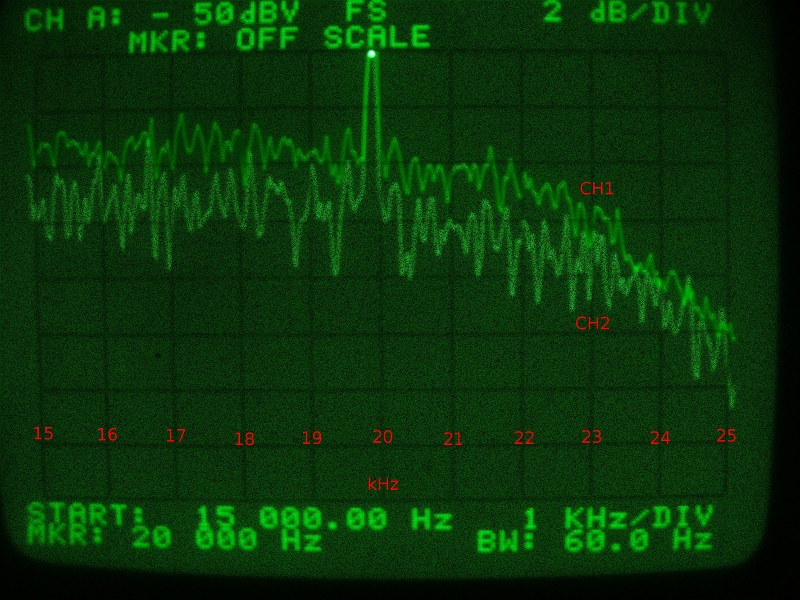 CH A: - 50dBV FS 2 dB/DIV
MKR: OFF SCALE
CH1
CH2
15 16 17 18 19 20 21 22 23 24 25
kHz
START: 15 000.00 Hz 1 KHz/DIV
MKR: 20 000 Hz BW: 60.0 Hz